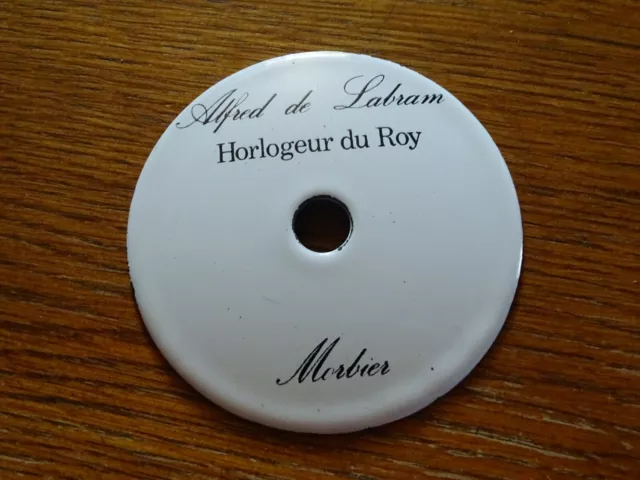 Alfred de Labram
Horlogeur du Roy
Morbier